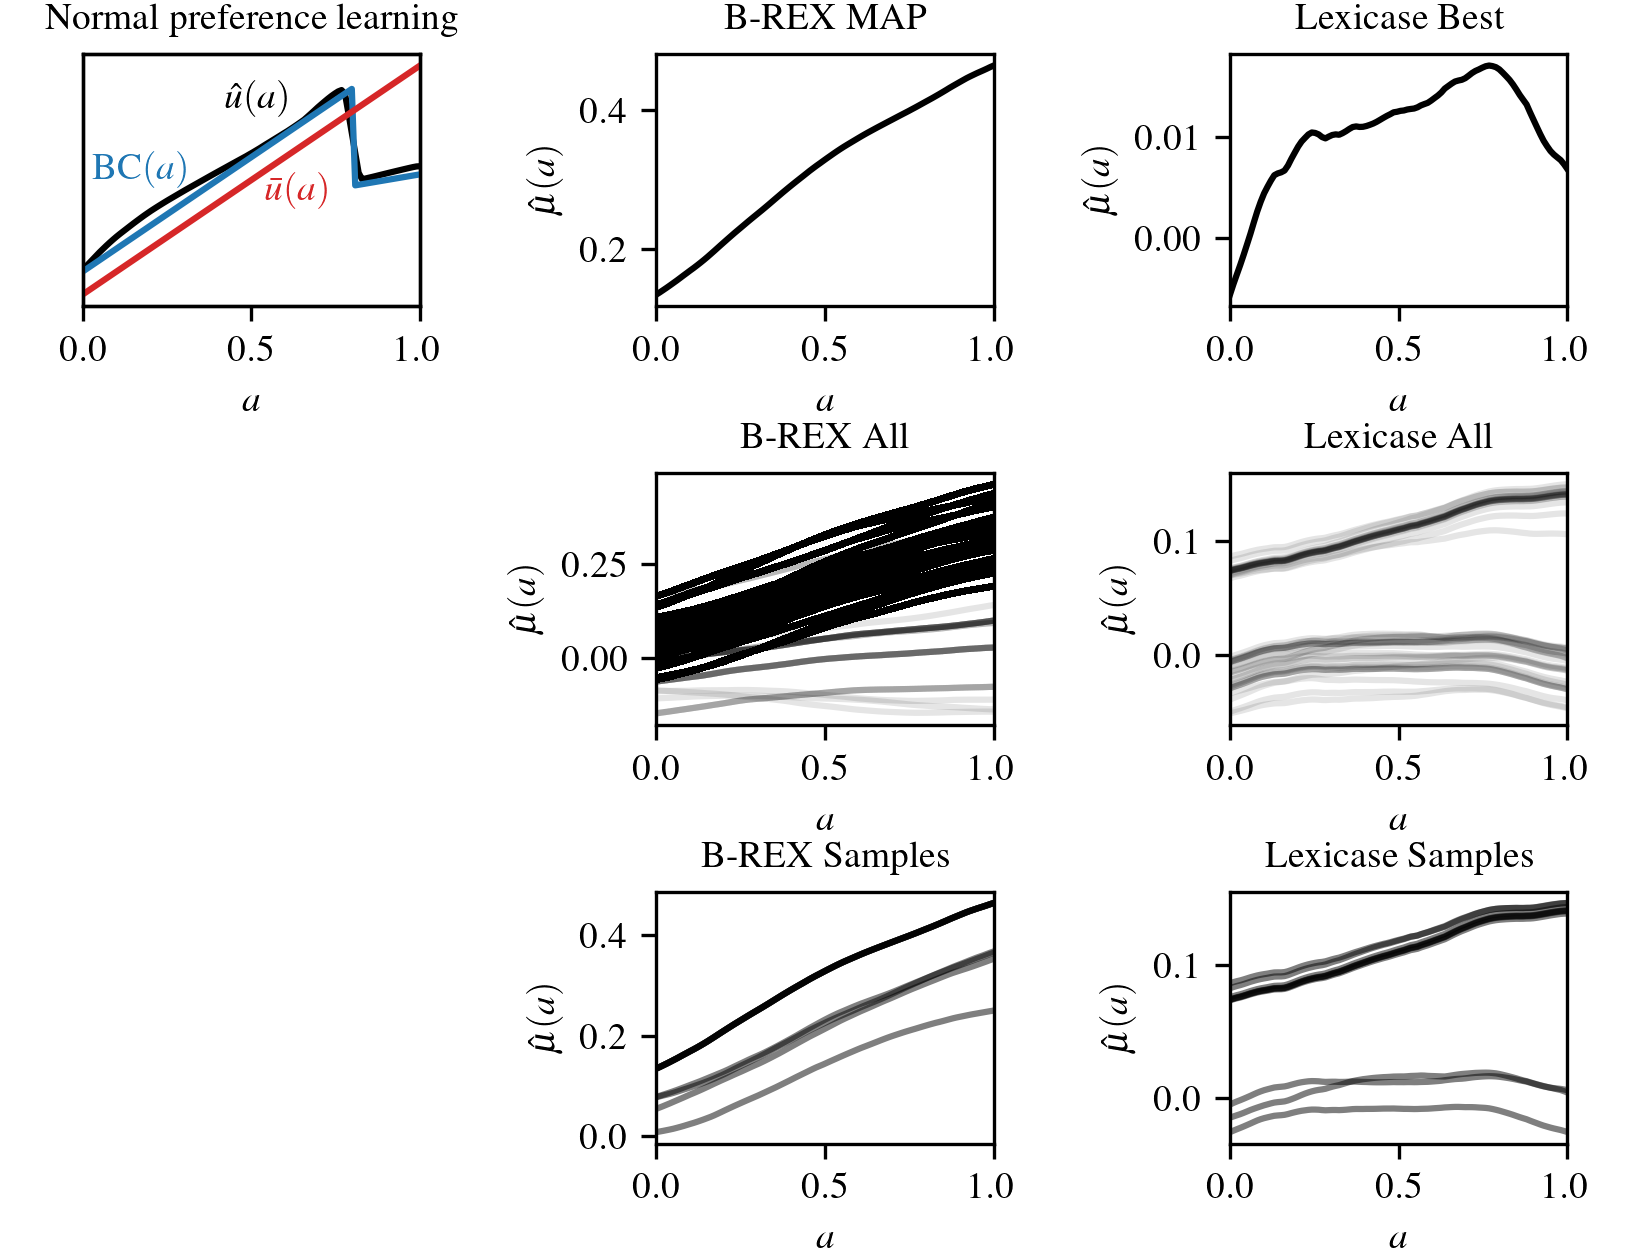 Normal preference learning
û(a)
BC(a)
ū(a)
0.0 0.5 1.0
a
B-REX MAP
0.4
0.2
μ̂(a)
0.0 0.5 1.0
a
Lexicase Best
0.01
0.00
μ̂(a)
0.0 0.5 1.0
a
B-REX All
0.25
0.00
μ̂(a)
0.0 0.5 1.0
a
Lexicase All
0.1
0.0
μ̂(a)
0.0 0.5 1.0
a
B-REX Samples
0.4
0.2
0.0
μ̂(a)
0.0 0.5 1.0
a
Lexicase Samples
0.1
0.0
μ̂(a)
0.0 0.5 1.0
a